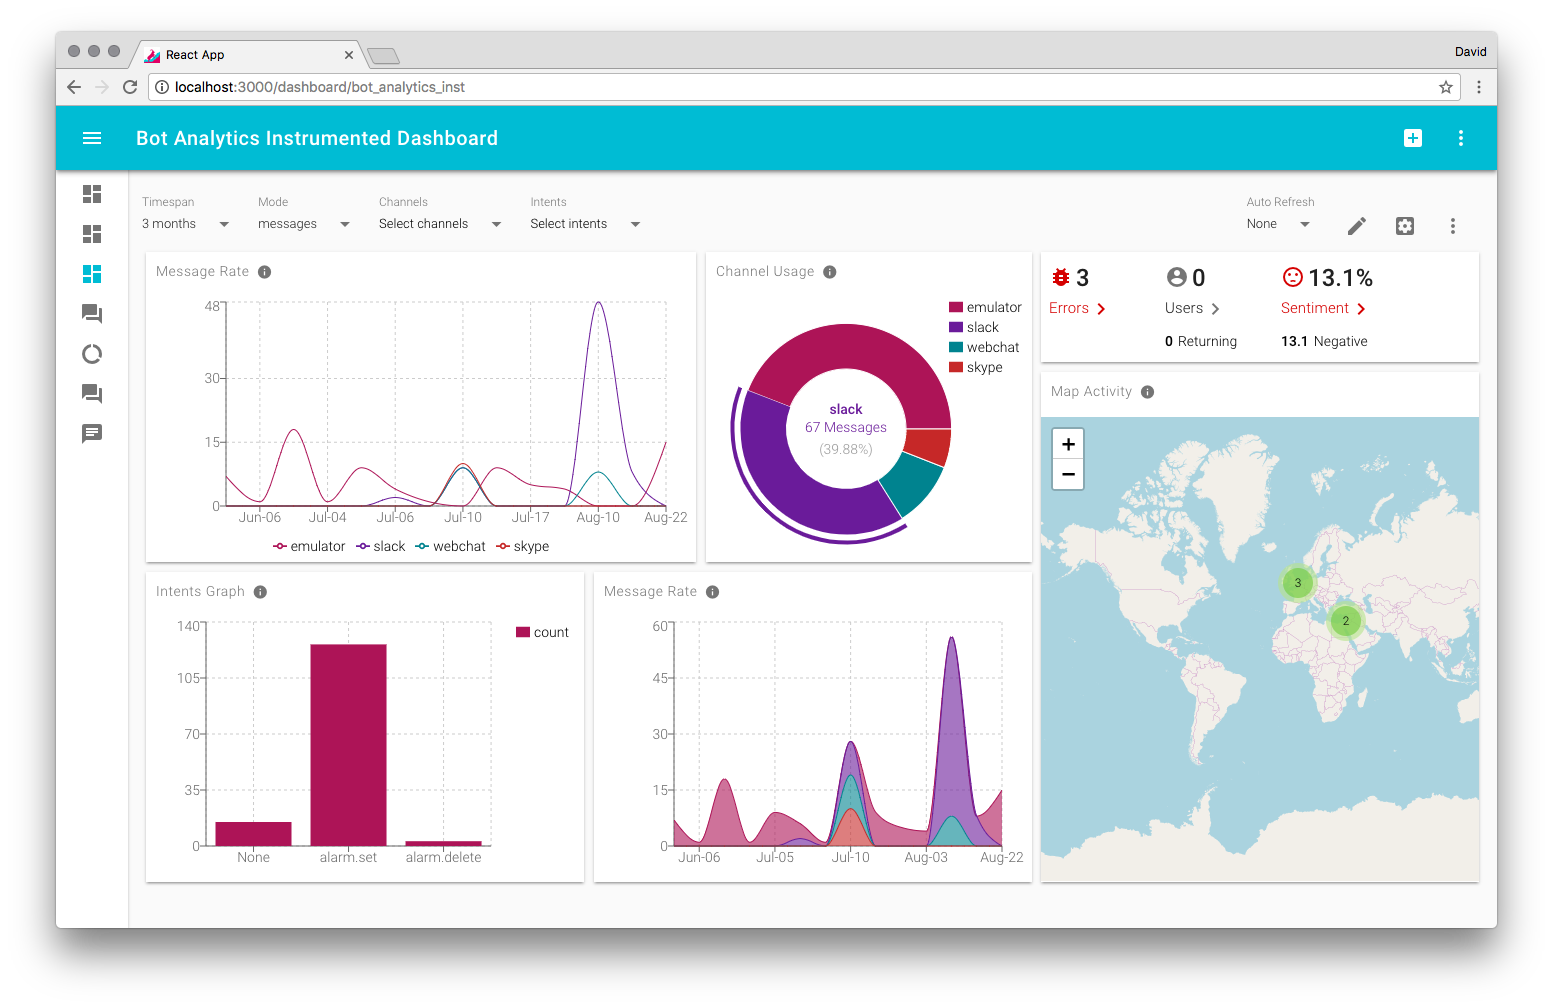 React App
David
localhost:3000/dashboard/bot_analytics_inst
Bot Analytics Instrumented Dashboard
Timespan
3 months
Mode
messages
Channels
Select channels
Intents
Select intents
Auto Refresh
None
Message Rate
48
30
15
0
Jun-06 Jul-04 Jul-06 Jul-10 Jul-17 Aug-10 Aug-22
emulator slack webchat skype
Channel Usage
emulator
slack
webchat
skype
slack
67 Messages
(39.88%)
3
Errors
0
Users
0 Returning
13.1%
Sentiment
13.1 Negative
Map Activity
+
−
3
2
Intents Graph
140
105
70
35
0
None alarm.set alarm.delete
count
Message Rate
60
45
30
15
0
Jun-06 Jul-05 Jul-10 Aug-03 Aug-22